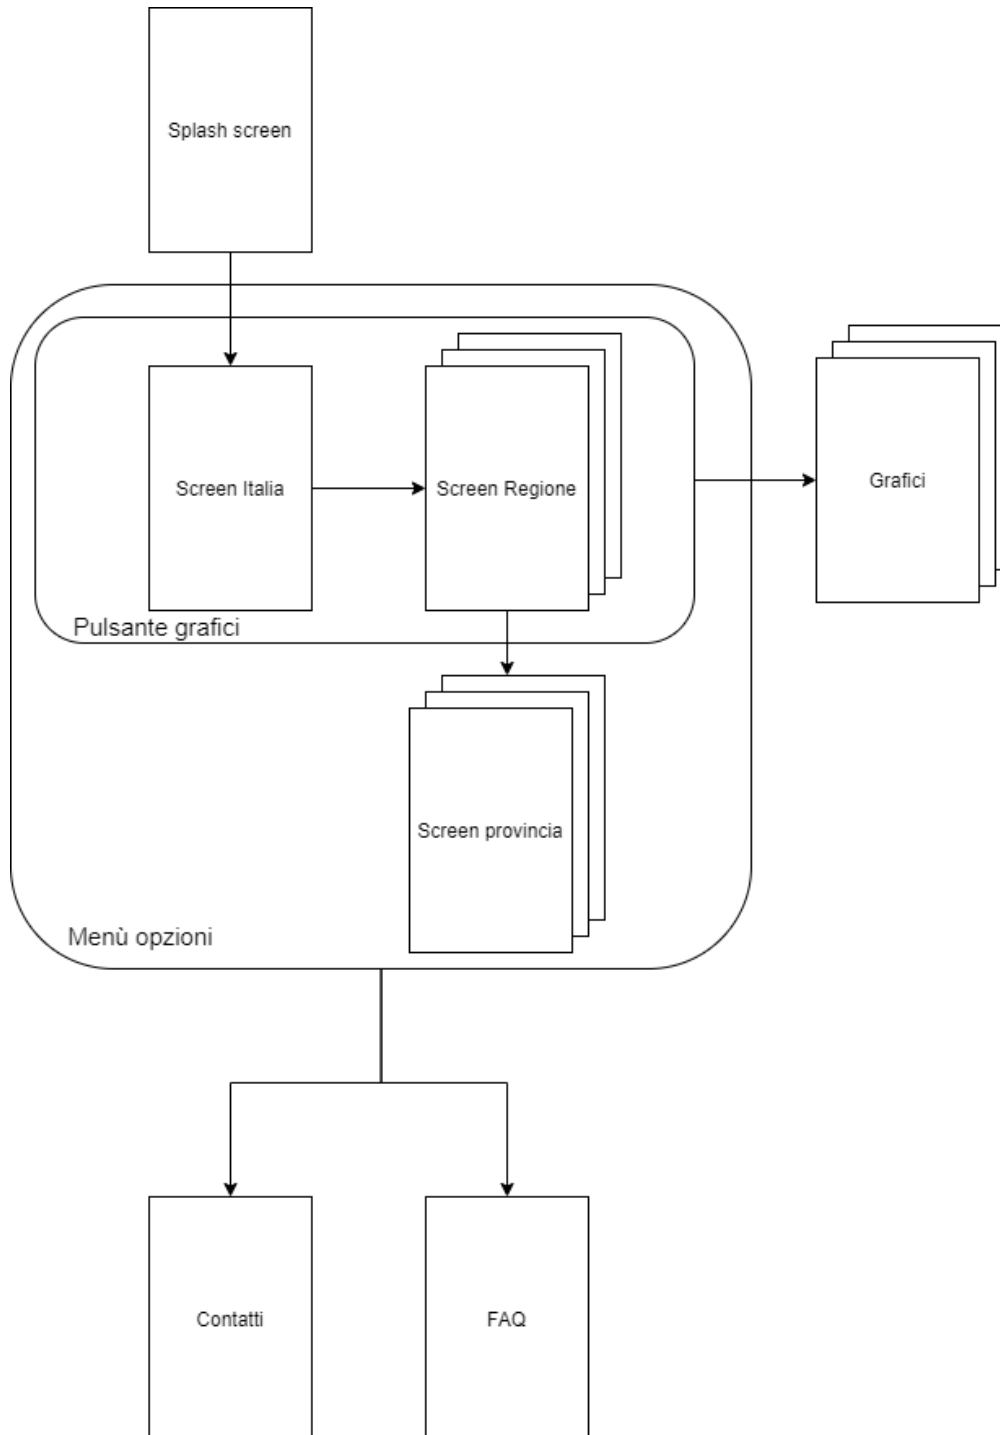 Splash screen
Screen Italia
Screen Regione
Grafici
Pulsante grafici
Screen provincia
Menù opzioni
Contatti
FAQ